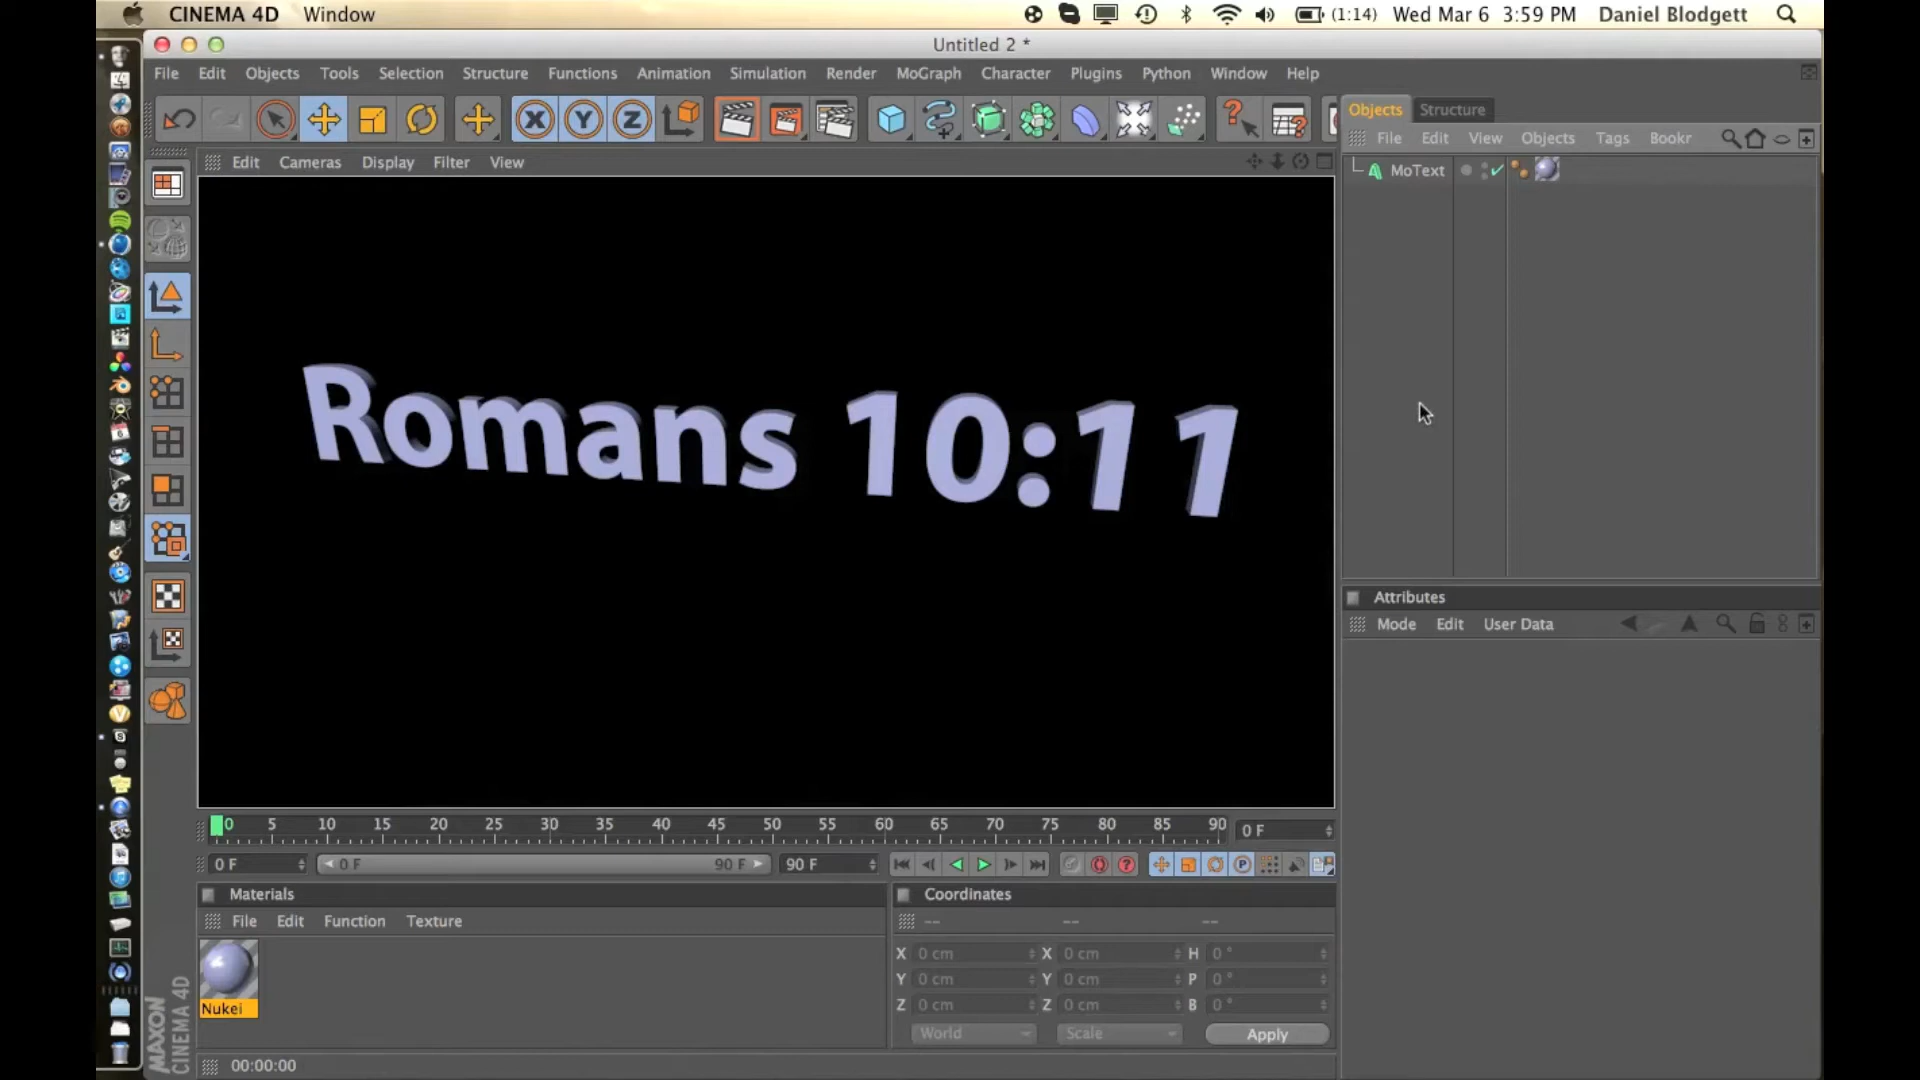 CINEMA 4D Window (1:14) Wed Mar 6 3:59 PM Daniel Blodgett
Untitled 2 *
File Edit Objects Tools Selection Structure Functions Animation Simulation Render MoGraph Character Plugins Python Window Help
X Y Z
Objects Structure
File Edit View Objects Tags Bookr
Edit Cameras Display Filter View
MoText
Romans 10:11
Attributes
Mode Edit User Data
0 5 10 15 20 25 30 35 40 45 50 55 60 65 70 75 80 85 90 0 F
0 F 0 F 90 F 90 F
Materials
File Edit Function Texture
Nukei
Coordinates
-- -- --
X 0 cm X 0 cm H 0 °
Y 0 cm Y 0 cm P 0 °
Z 0 cm Z 0 cm B 0 °
World Scale Apply
MAXON
CINEMA 4D
00:00:00